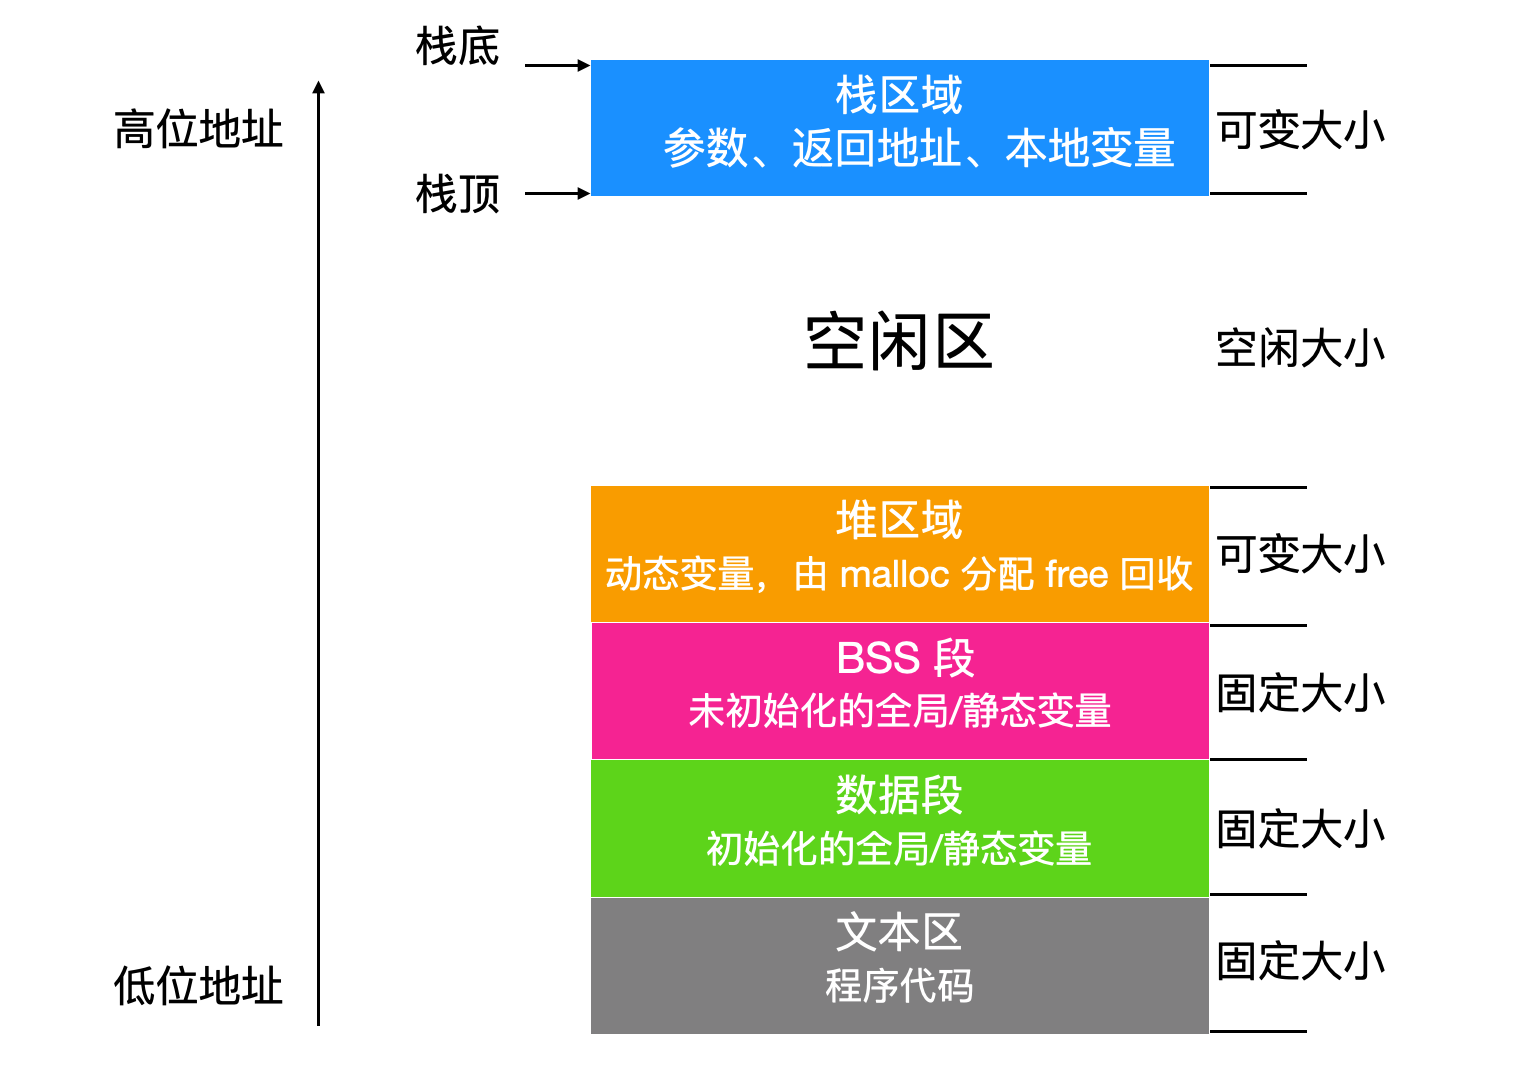 栈底
栈区域
高位地址
参数、返回地址、本地变量
可变大小
栈顶
空闲区
空闲大小
堆区域
动态变量，由 malloc 分配 free 回收
可变大小
BSS 段
未初始化的全局/静态变量
固定大小
数据段
初始化的全局/静态变量
固定大小
文本区
程序代码
固定大小
低位地址